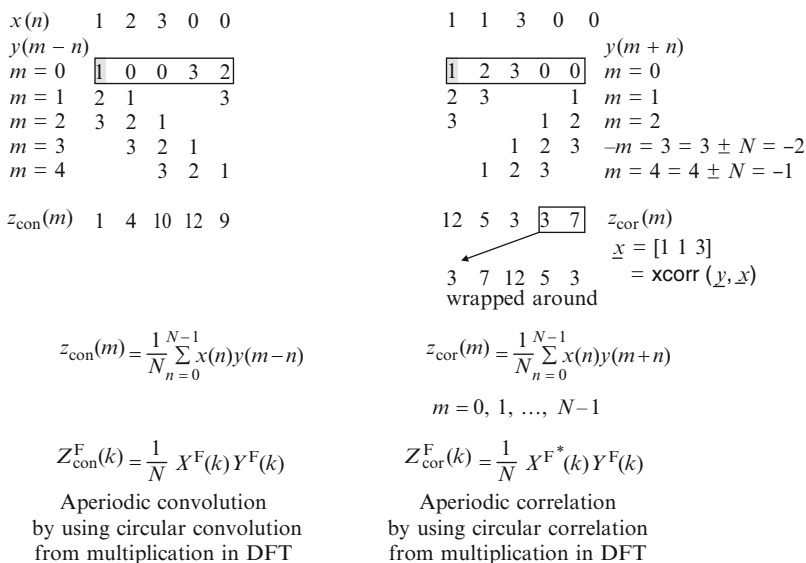 x(n) 1 2 3 0 0
y(m − n)
m = 0 1 0 0 3 2
m = 1 2 1 3
m = 2 3 2 1
m = 3 3 2 1
m = 4 3 2 1
z_con(m) 1 4 10 12 9
1 1 3 0 0
y(m + n)
1 2 3 0 0 m = 0
2 3 1 m = 1
3 1 2 m = 2
1 2 3 –m = 3 = 3 ± N = –2
1 2 3 m = 4 = 4 ± N = –1
12 5 3 3 7 z_cor(m)
x = [1 1 3]
3 7 12 5 3 = xcorr (y, x)
wrapped around
z_con(m) = 1/N ∑_{n = 0}^{N−1} x(n)y(m−n)
z_cor(m) = 1/N ∑_{n = 0}^{N−1} x(n)y(m+n)
m = 0, 1, ..., N–1
Z^F_con(k) = 1/N X^F(k)Y^F(k)
Z^F_cor(k) = 1/N X^F*(k)Y^F(k)
Aperiodic convolution
by using circular convolution
from multiplication in DFT
Aperiodic correlation
by using circular correlation
from multiplication in DFT